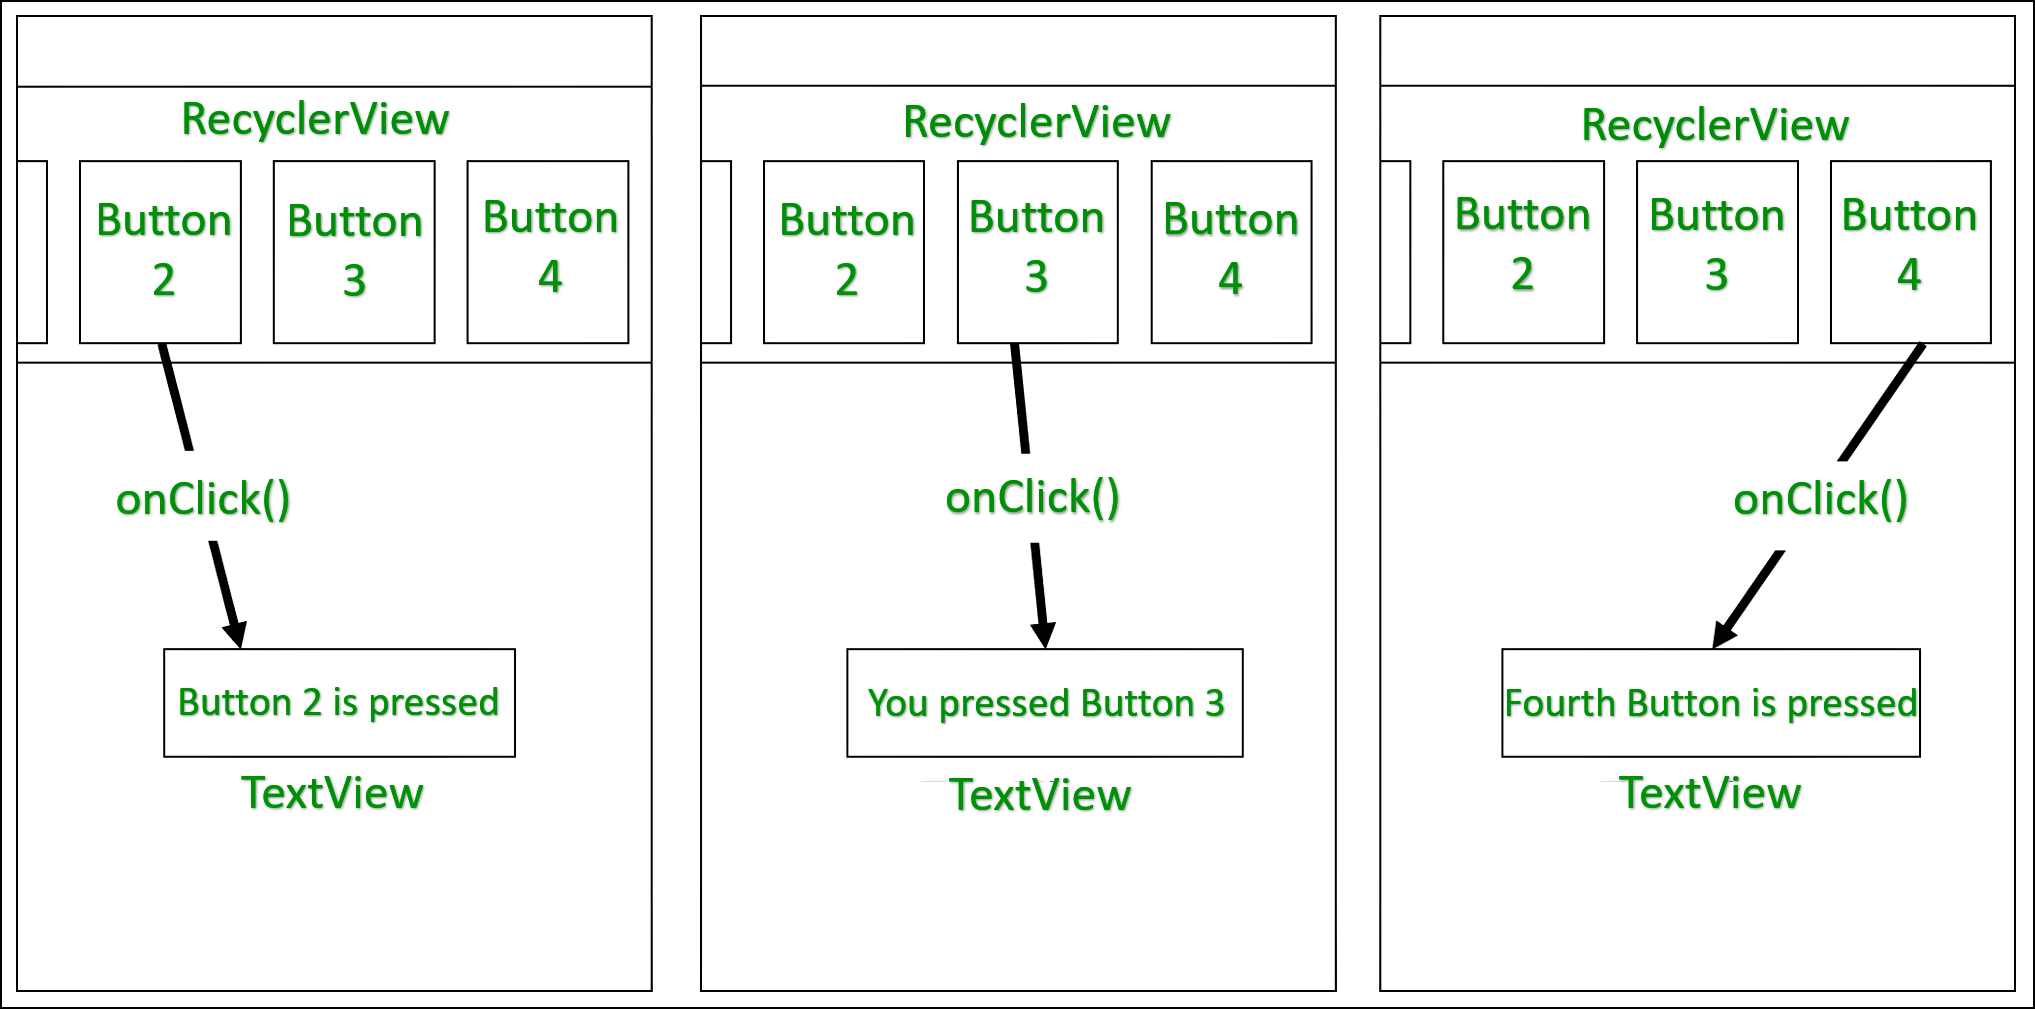 RecyclerView
Button
2
Button
3
Button
4
onClick()
Button 2 is pressed
TextView
RecyclerView
Button
2
Button
3
Button
4
onClick()
You pressed Button 3
TextView
RecyclerView
Button
2
Button
3
Button
4
onClick()
Fourth Button is pressed
TextView